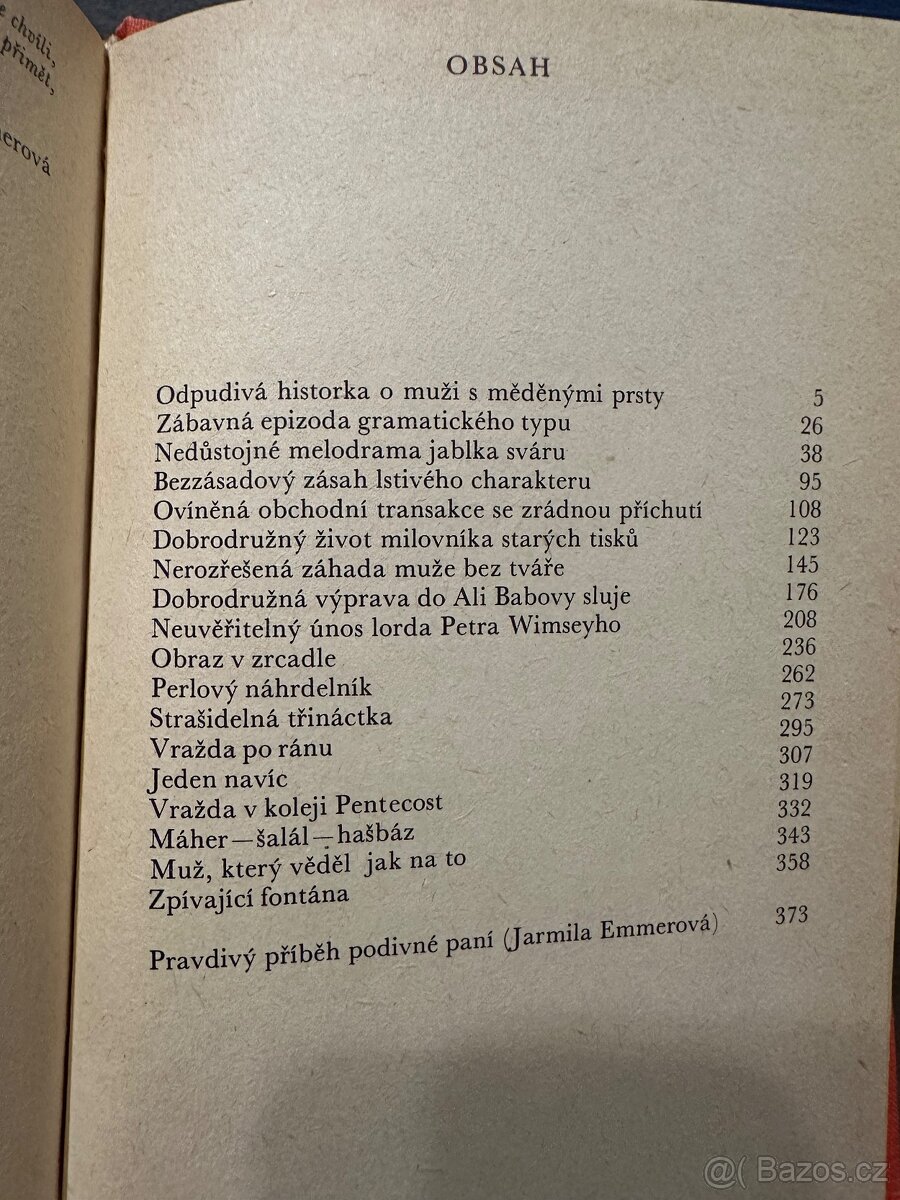 e chvíli,
přimět,
merová
OBSAH
Odpudivá historka o muži s měděnými prsty 5
Zábavná epizoda gramatického typu 26
Nedůstojné melodrama jablka sváru 38
Bezzásadový zásah lstivého charakteru 95
Ovíněná obchodní transakce se zrádnou příchutí 108
Dobrodružný život milovníka starých tisků 123
Nerozřešená záhada muže bez tváře 145
Dobrodružná výprava do Ali Babovy sluje 176
Neuvěřitelný únos lorda Petra Wimseyho 208
Obraz v zrcadle 236
Perlový náhrdelník 262
Strašidelná třináctka 273
Vražda po ránu 295
Jeden navíc 307
Vražda v koleji Pentecost 319
Máher—šalál—hašbáz 332
Muž, který věděl jak na to 343
Zpívající fontána 358
Pravdivý příběh podivné paní (Jarmila Emmerová) 373
@( Bazos.cz